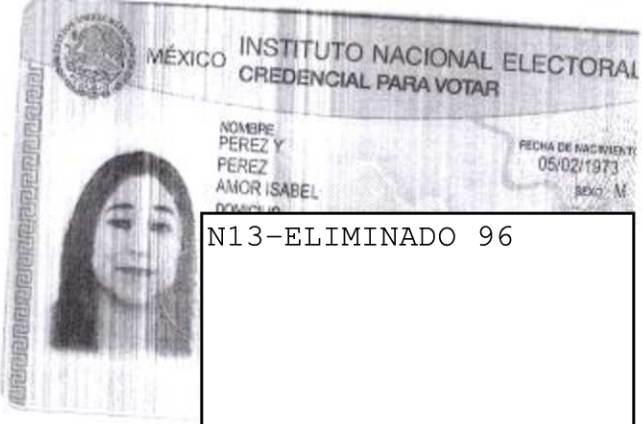 MÉXICO INSTITUTO NACIONAL ELECTORAL
CREDENCIAL PARA VOTAR
NOMBRE
PEREZ Y
PEREZ
AMOR ISABEL
DOMICILIO
FECHA DE NACIMIENTO
05/02/1973
SEXO M
N13-ELIMINADO 96